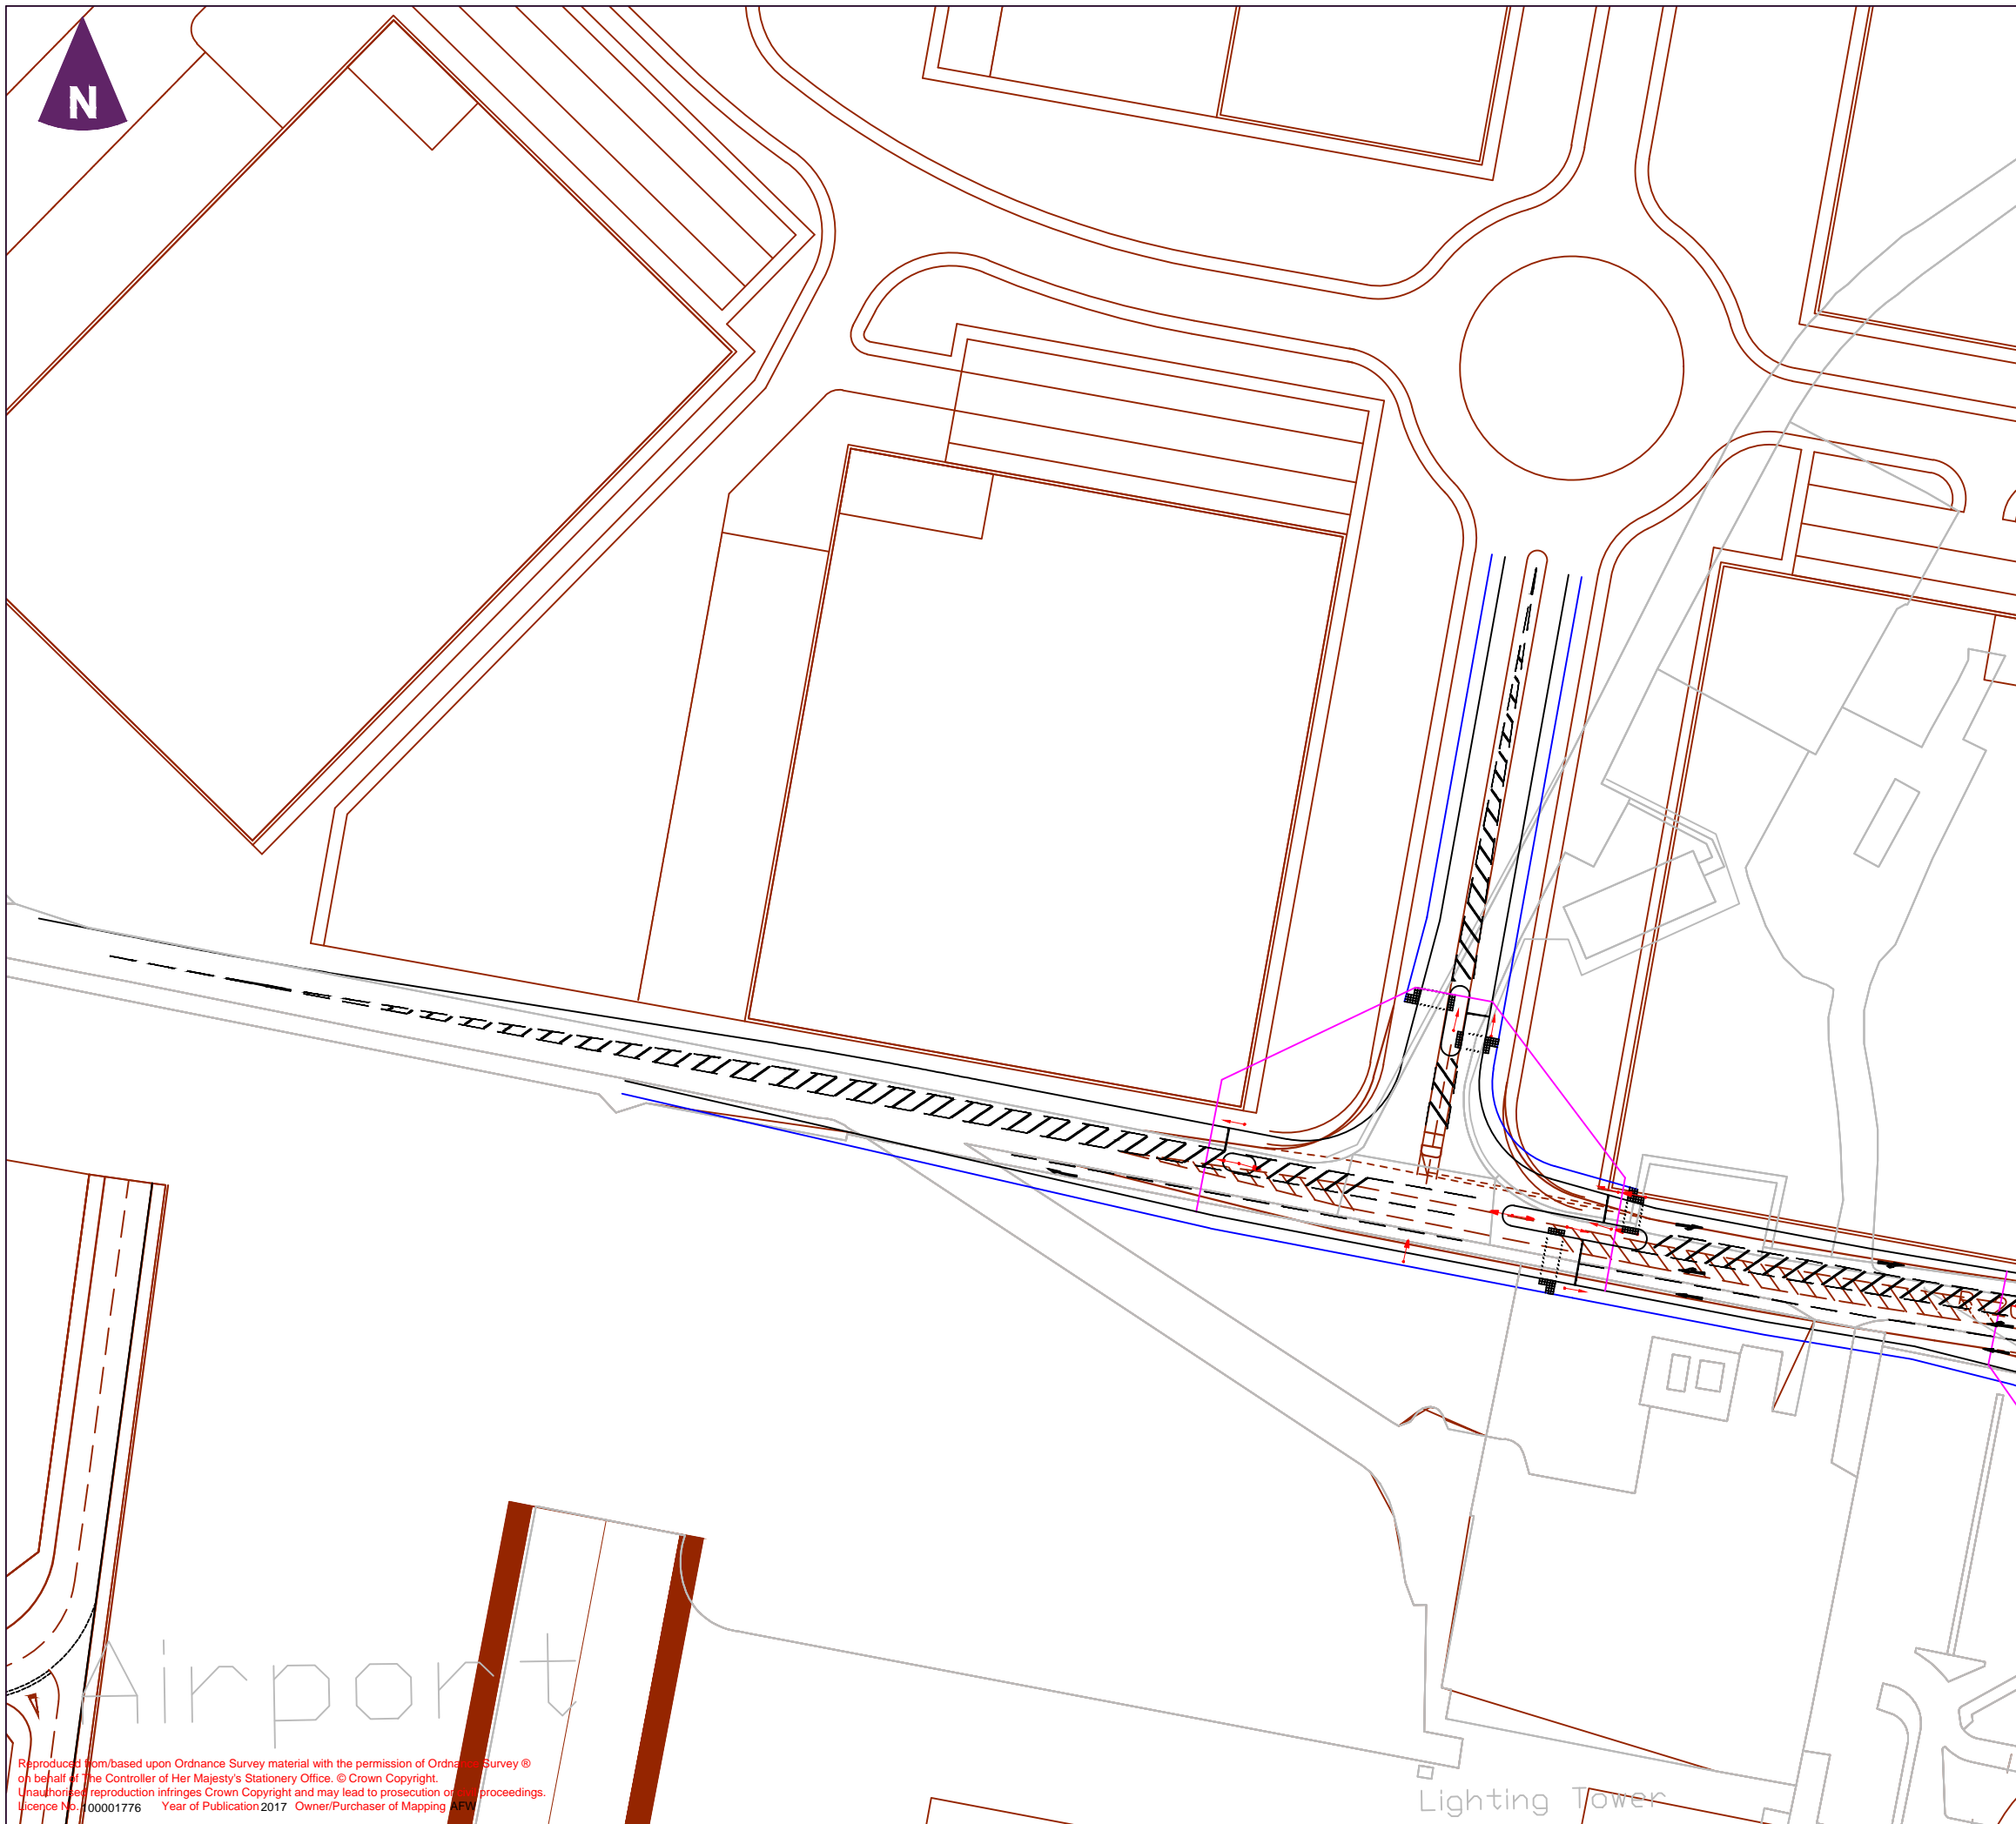 N
Airport
Reproduced from/based upon Ordnance Survey material with the permission of Ordnance Survey ®
on behalf of The Controller of Her Majesty's Stationery Office. © Crown Copyright.
Unauthorised reproduction infringes Crown Copyright and may lead to prosecution or civil proceedings.
Licence No. 100001776 Year of Publication 2017 Owner/Purchaser of Mapping AFW
Lighting Tower